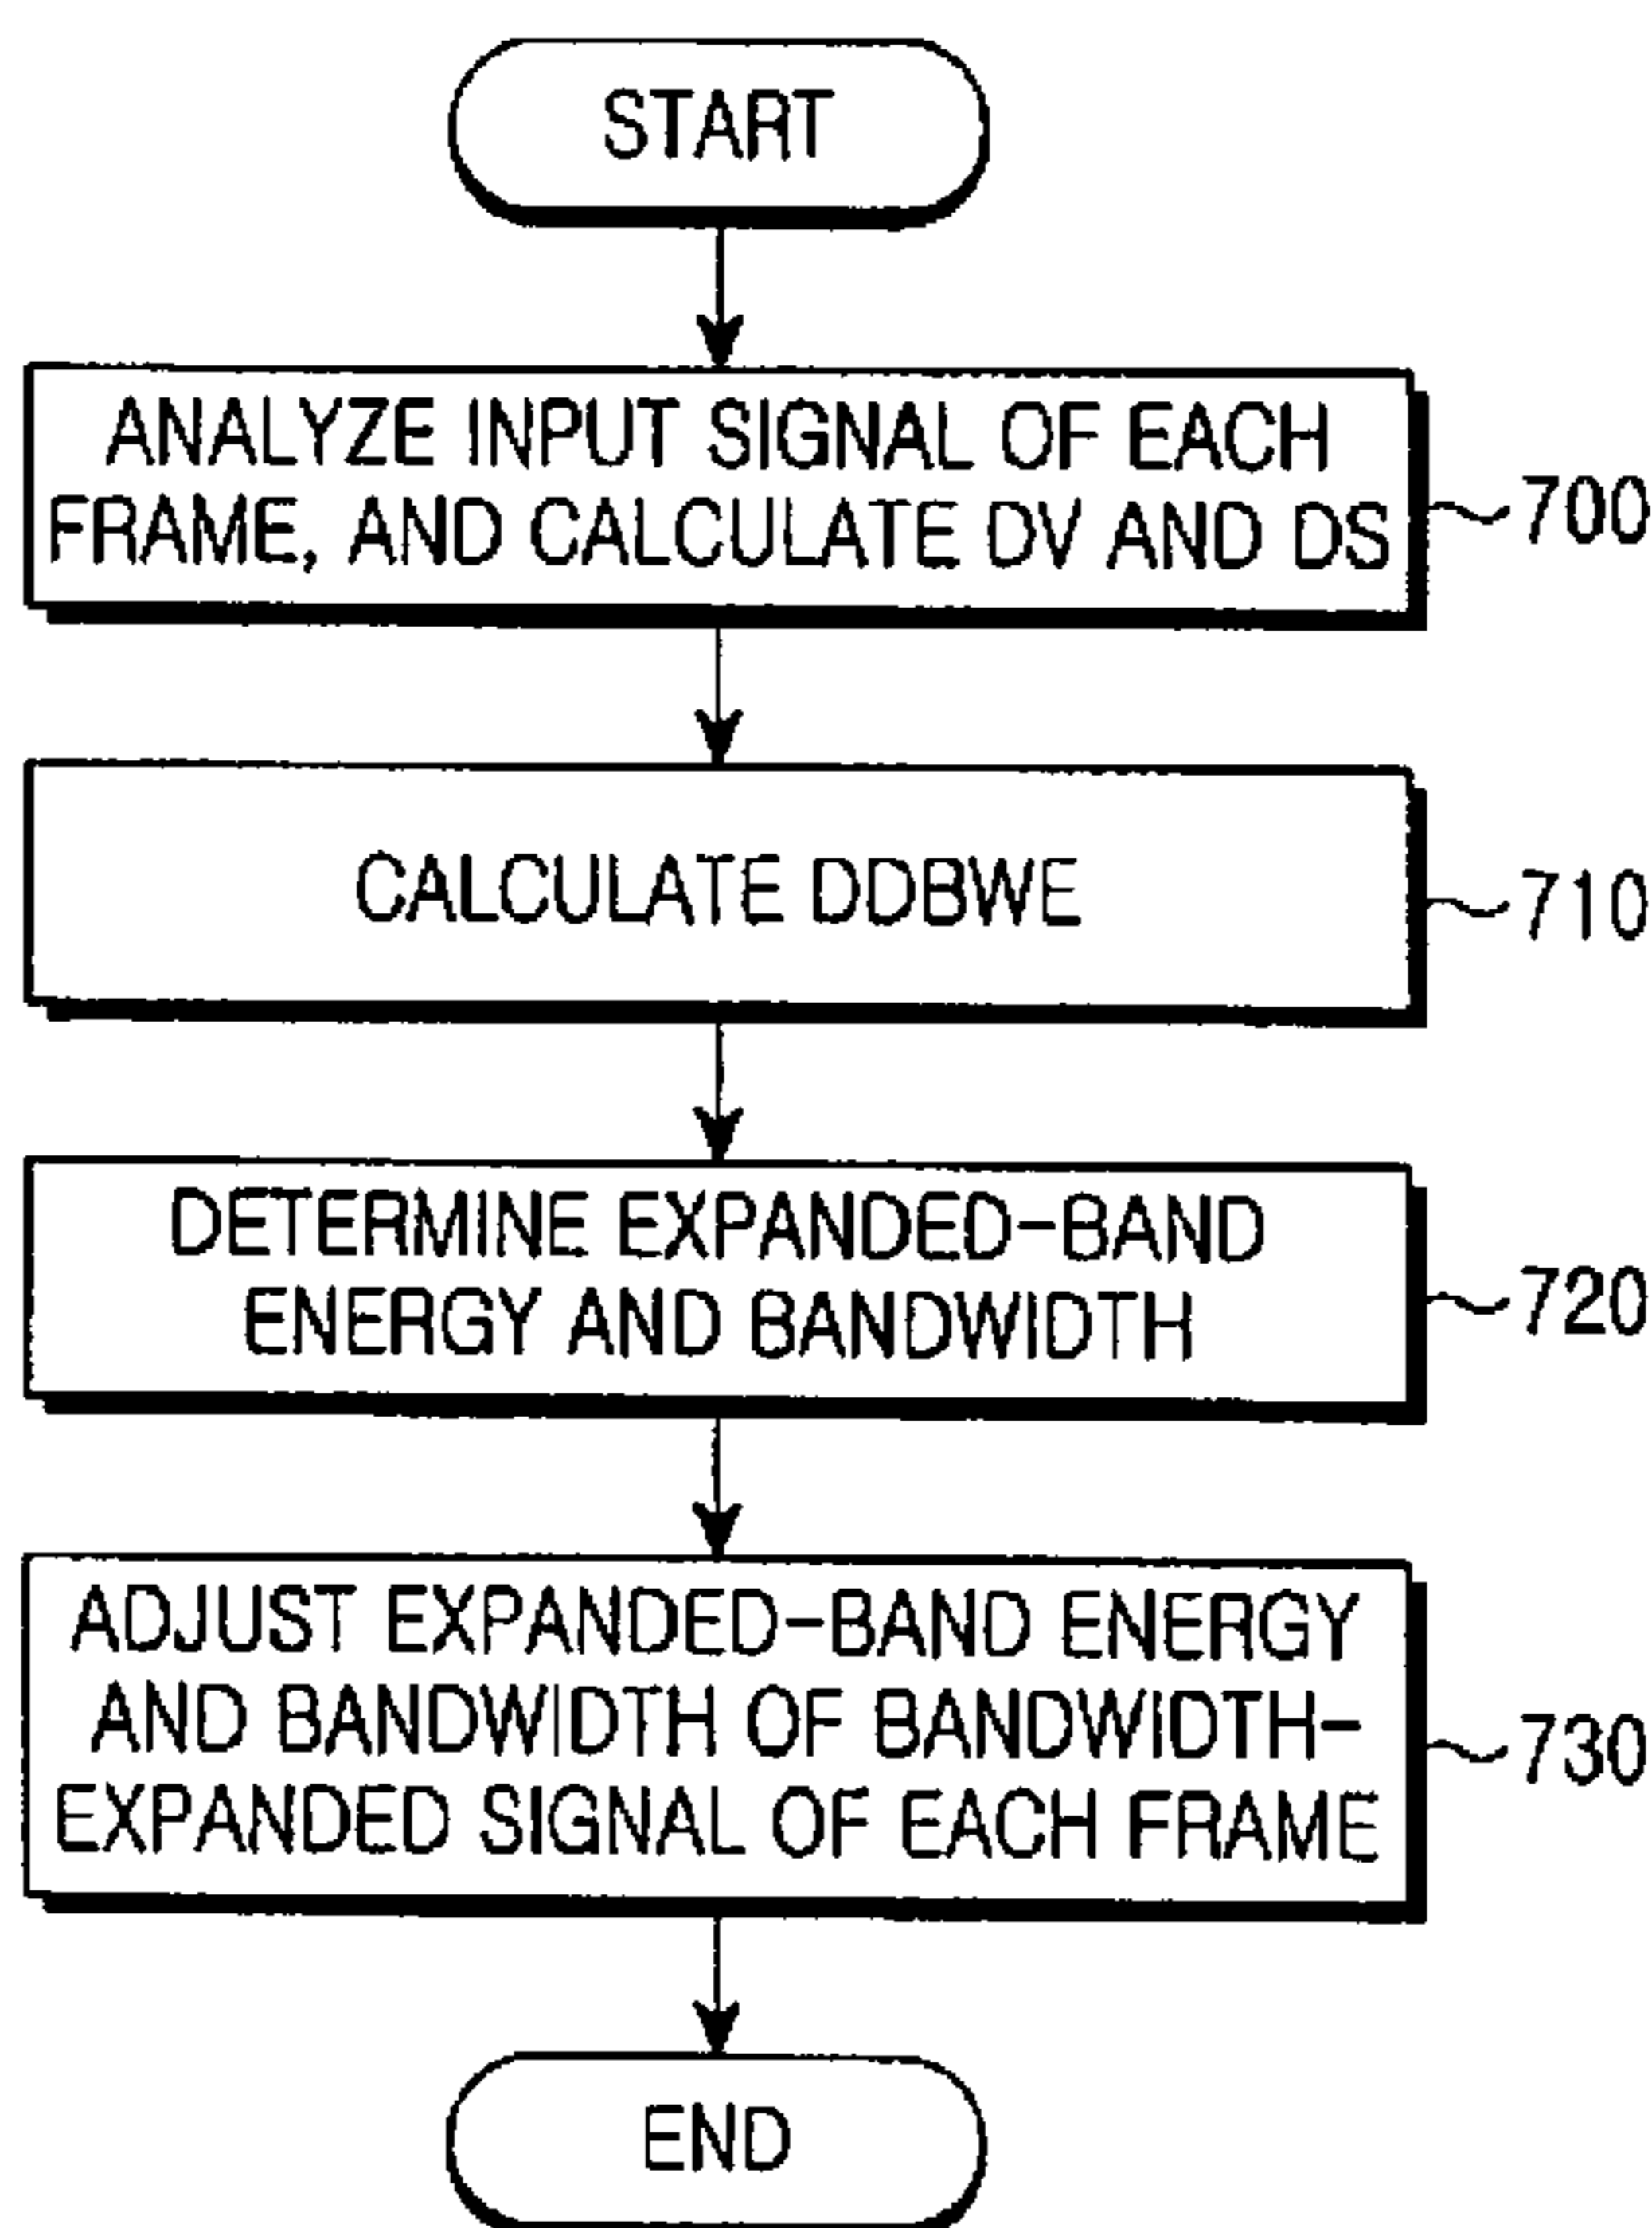 START
ANALYZE INPUT SIGNAL OF EACH
FRAME, AND CALCULATE DV AND DS
700
CALCULATE DDBWE
710
DETERMINE EXPANDED-BAND
ENERGY AND BANDWIDTH
720
ADJUST EXPANDED-BAND ENERGY
AND BANDWIDTH OF BANDWIDTH-
EXPANDED SIGNAL OF EACH FRAME
730
END